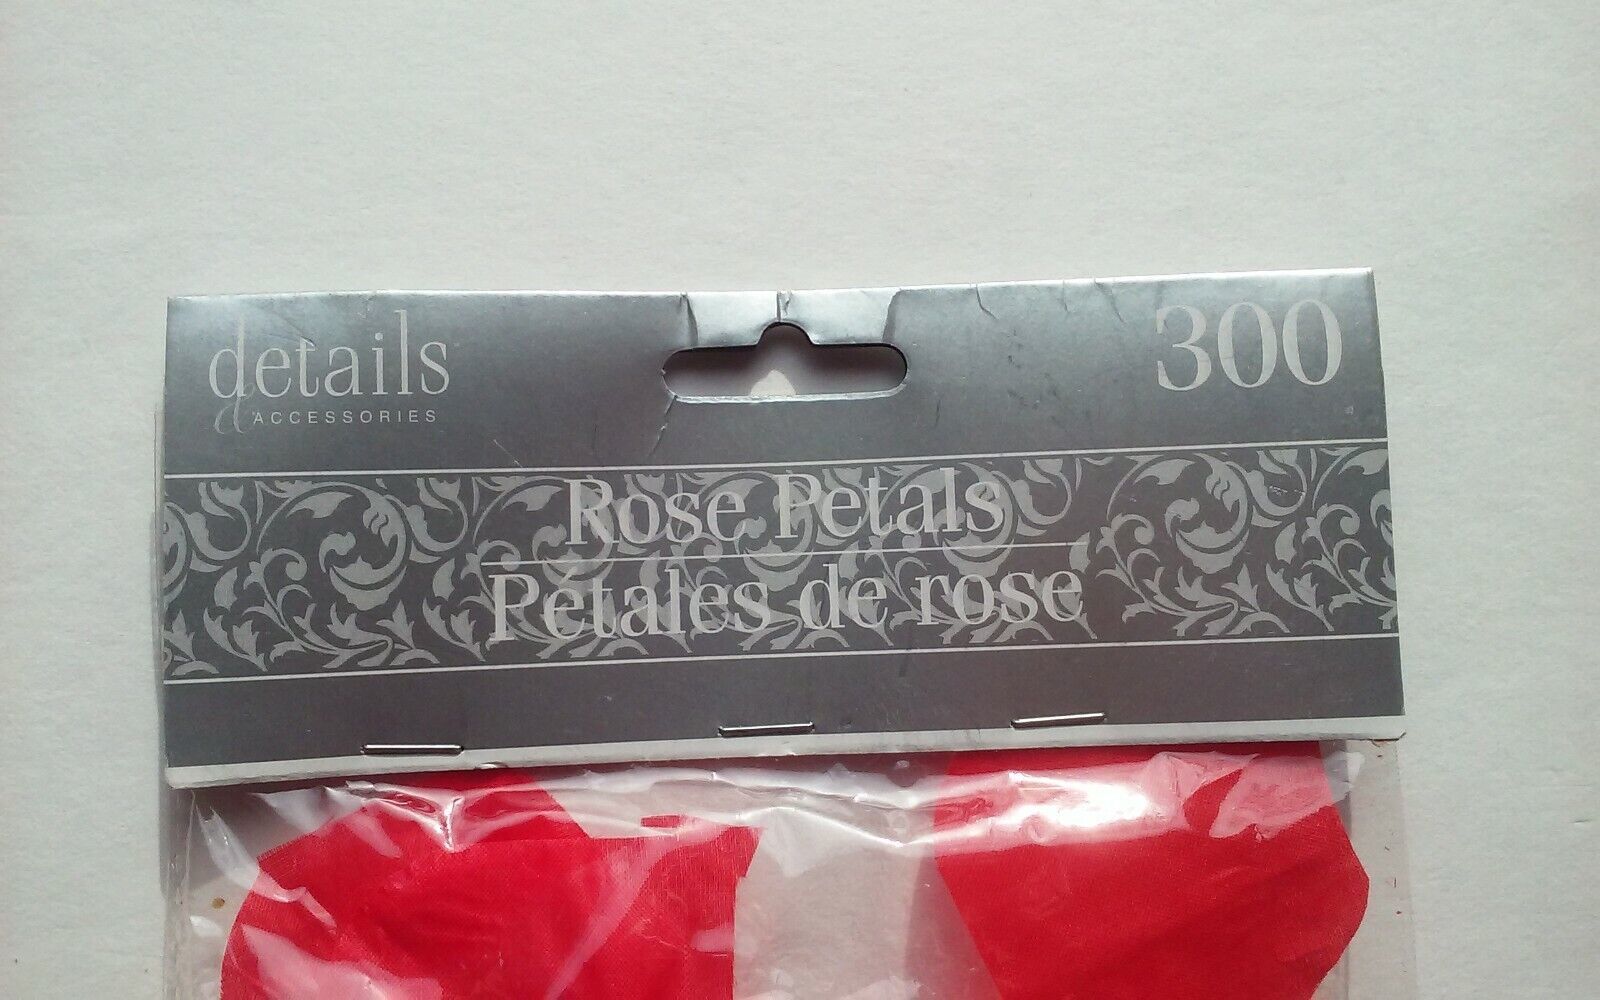 details
ACCESSORIES
300
Rose Petals
Pétales de rose